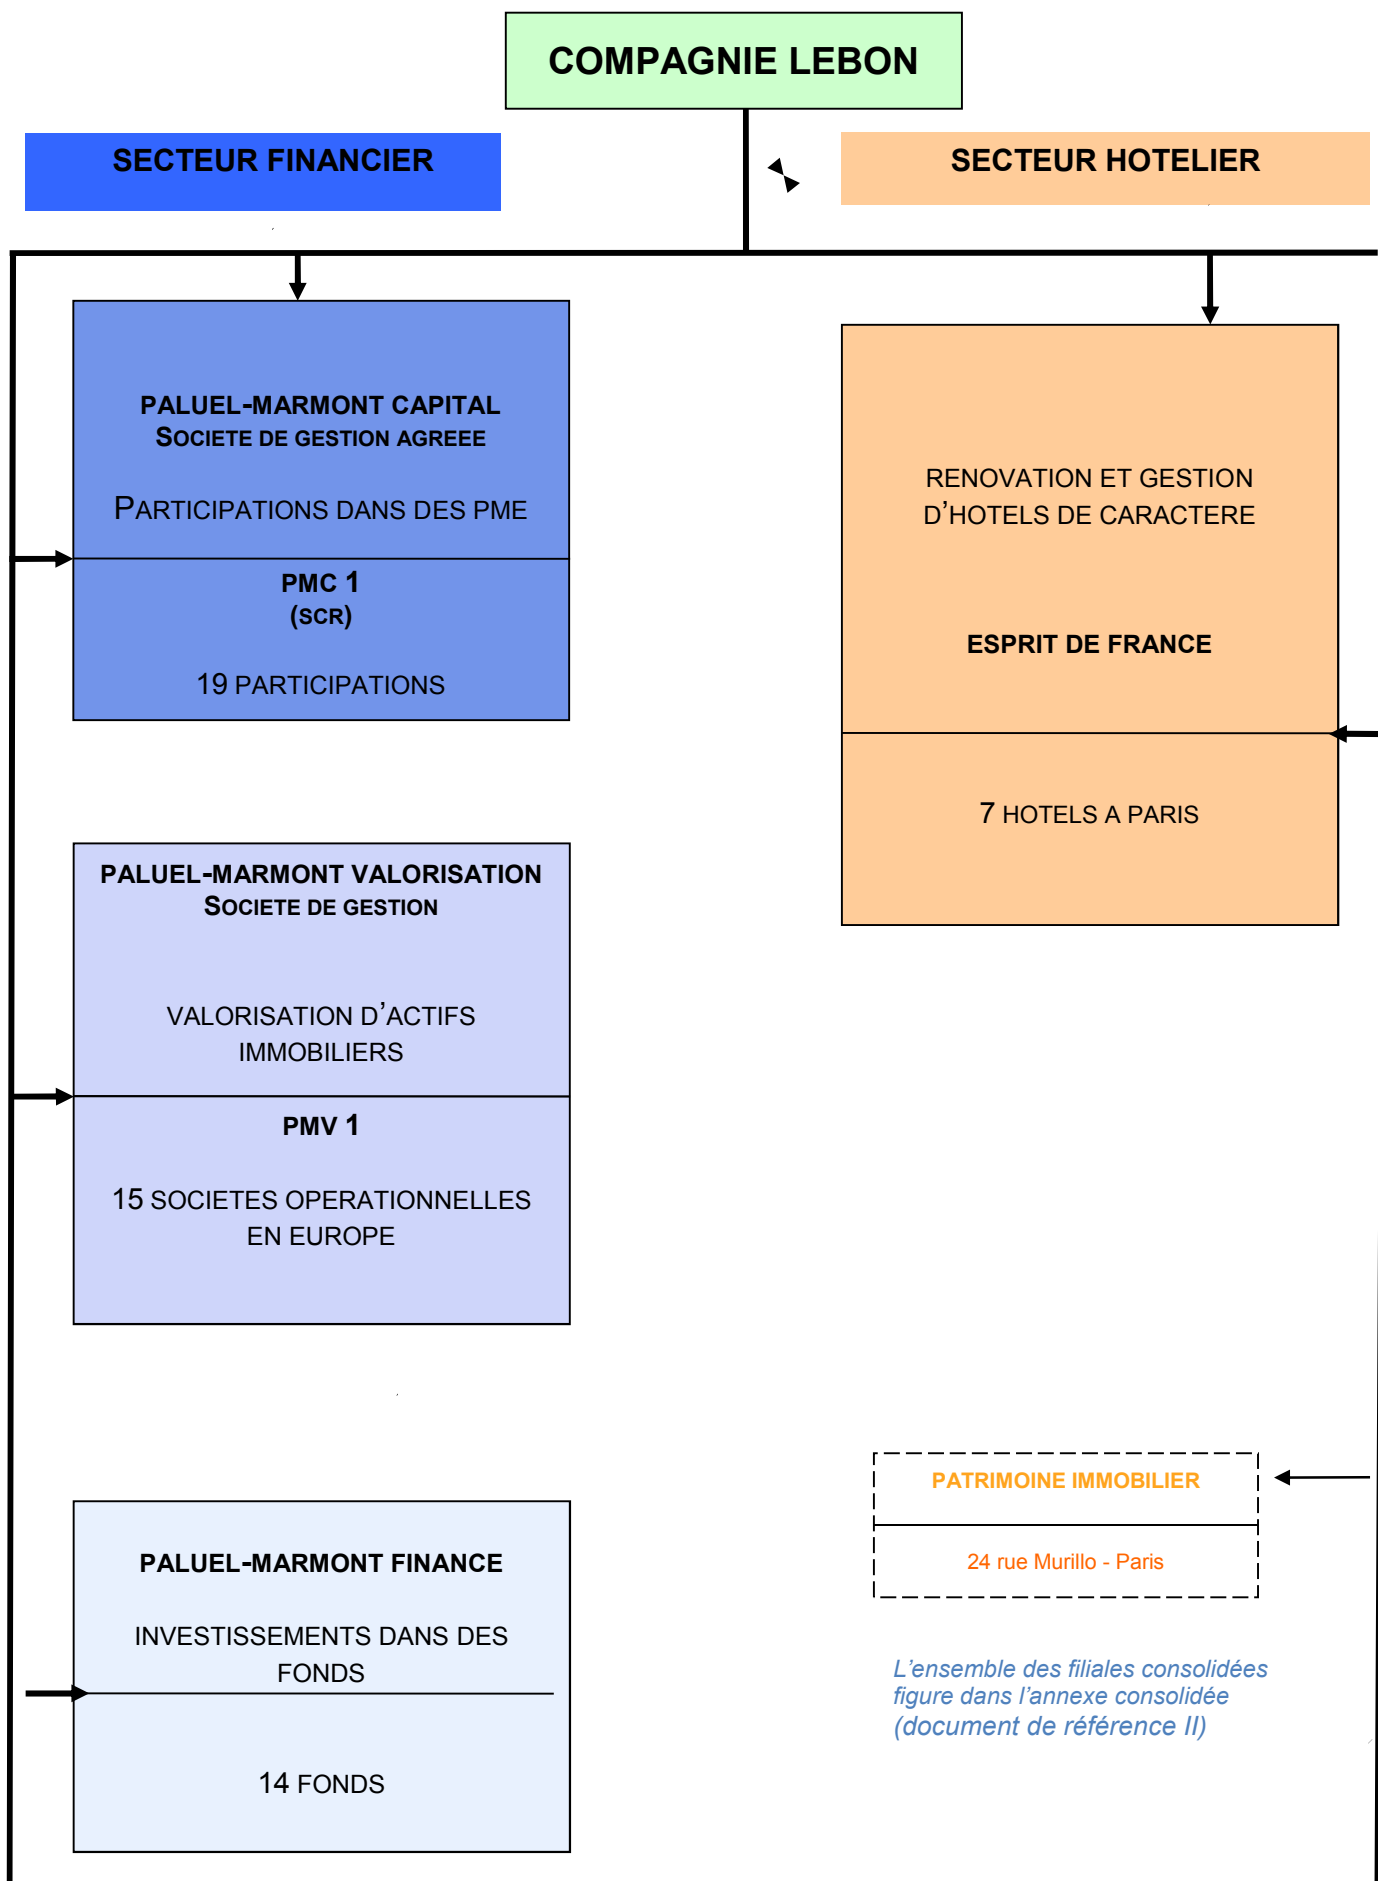 COMPAGNIE LEBON
SECTEUR FINANCIER
SECTEUR HOTELIER
PALUEL-MARMONT CAPITAL
SOCIETE DE GESTION AGREEE
PARTICIPATIONS DANS DES PME
PMC 1
(SCR)
19 PARTICIPATIONS
RENOVATION ET GESTION
D'HOTELS DE CARACTERE
ESPRIT DE FRANCE
7 HOTELS A PARIS
PALUEL-MARMONT VALORISATION
SOCIETE DE GESTION
VALORISATION D'ACTIFS
IMMOBILIERS
PMV 1
15 SOCIETES OPERATIONNELLES
EN EUROPE
PALUEL-MARMONT FINANCE
INVESTISSEMENTS DANS DES
FONDS
14 FONDS
PATRIMOINE IMMOBILIER
24 rue Murillo - Paris
L'ensemble des filiales consolidées
figure dans l'annexe consolidée
(document de référence II)